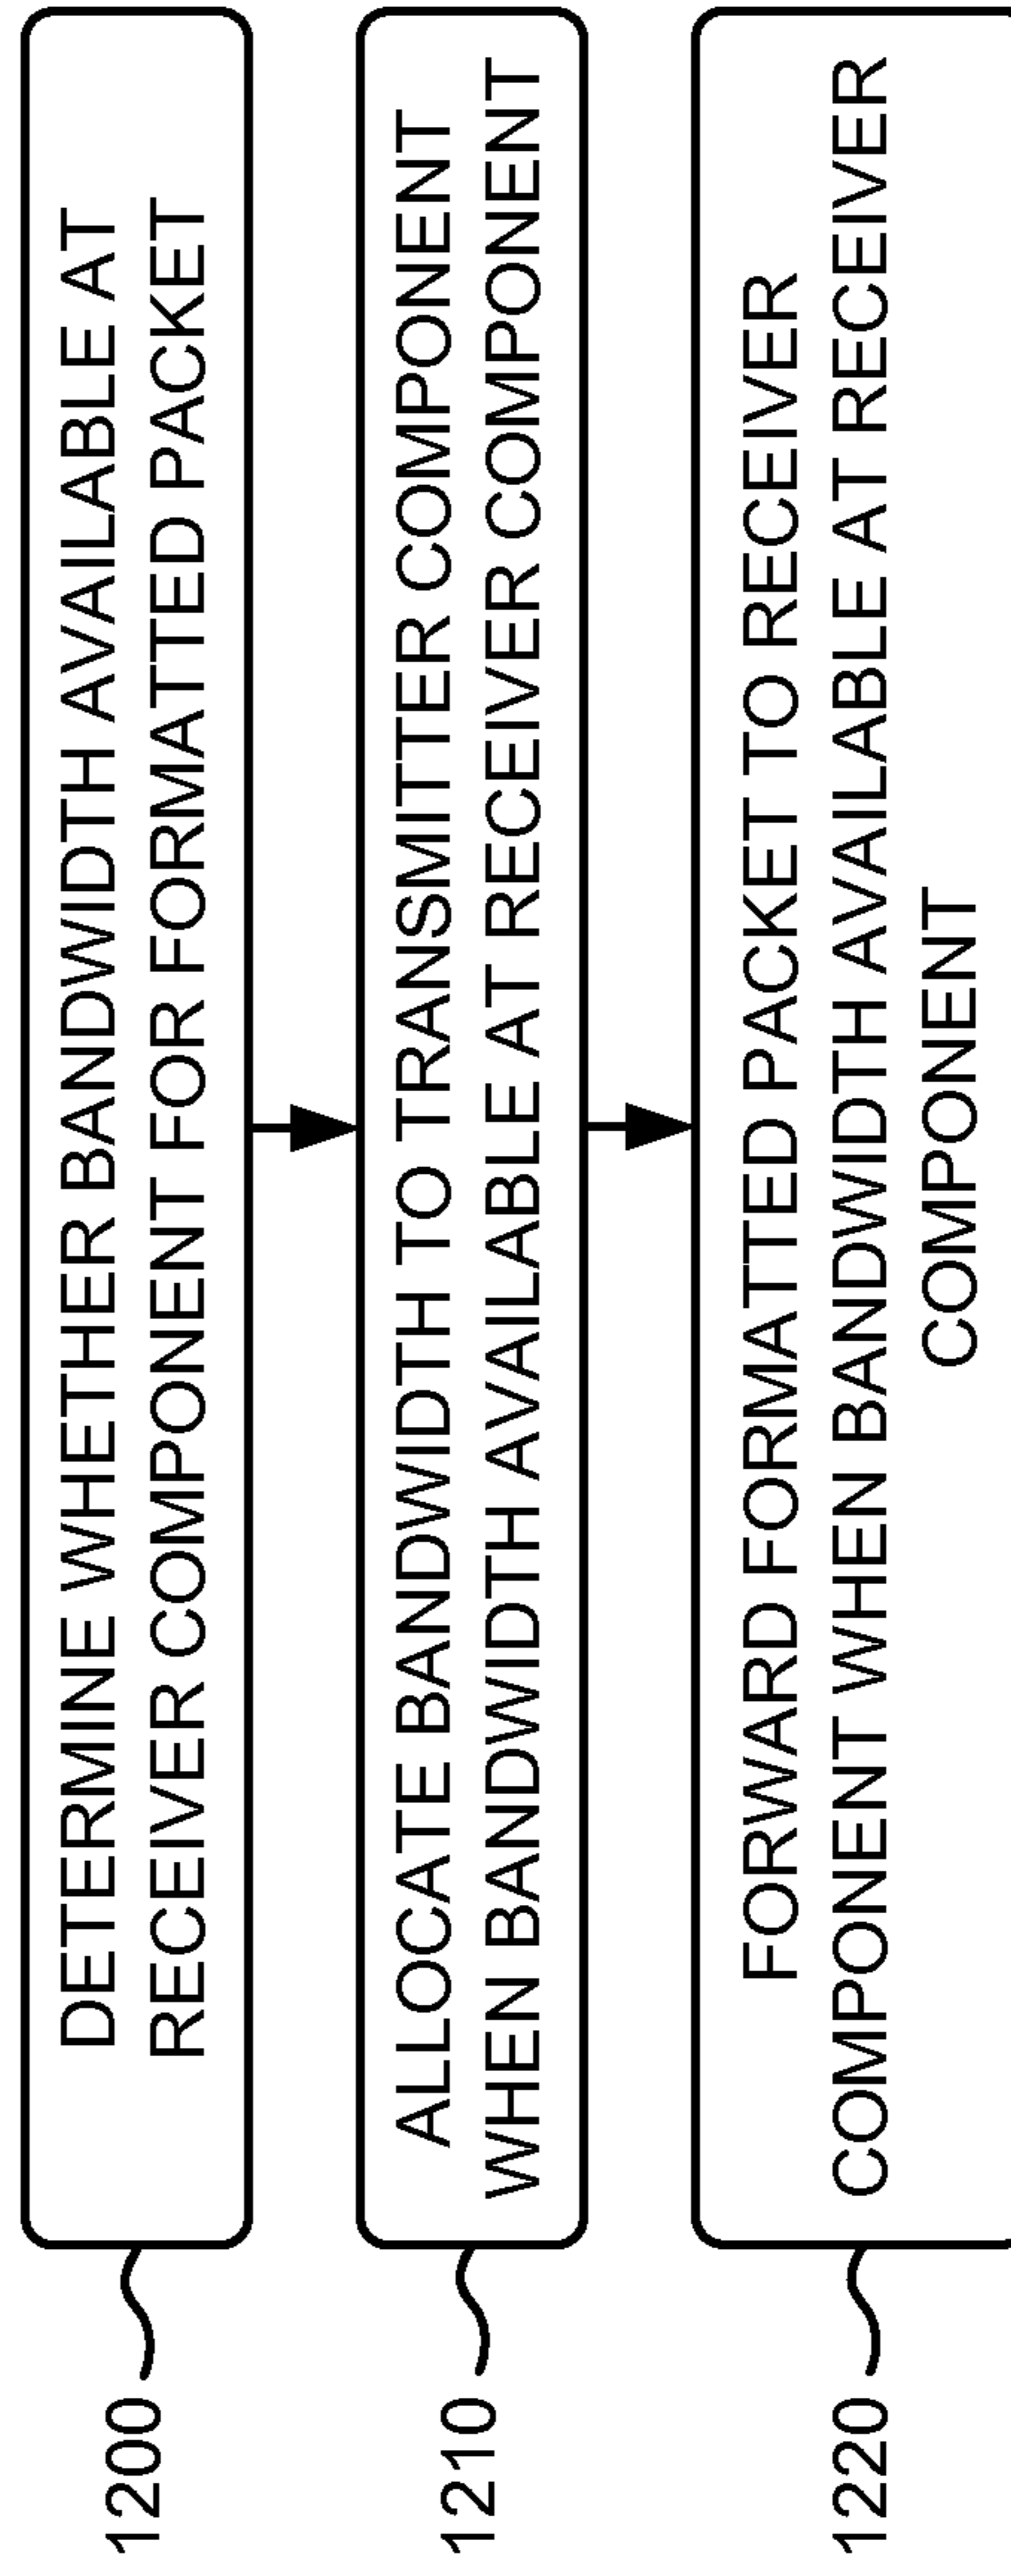 1200
DETERMINE WHETHER BANDWIDTH AVAILABLE AT
RECEIVER COMPONENT FOR FORMATTED PACKET
1210
ALLOCATE BANDWIDTH TO TRANSMITTER COMPONENT
WHEN BANDWIDTH AVAILABLE AT RECEIVER COMPONENT
1220
FORWARD FORMATTED PACKET TO RECEIVER
COMPONENT WHEN BANDWIDTH AVAILABLE AT RECEIVER
COMPONENT